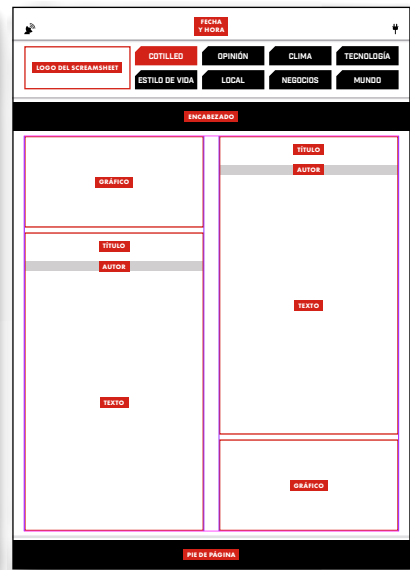 FECHA
Y HORA
LOGO DEL SCREAMSHEET
COTILLEO
OPINIÓN
CLIMA
TECNOLOGÍA
ESTILO DE VIDA
LOCAL
NEGOCIOS
MUNDO
ENCABEZADO
GRÁFICO
TÍTULO
AUTOR
TEXTO
TÍTULO
AUTOR
TEXTO
GRÁFICO
PIE DE PÁGINA